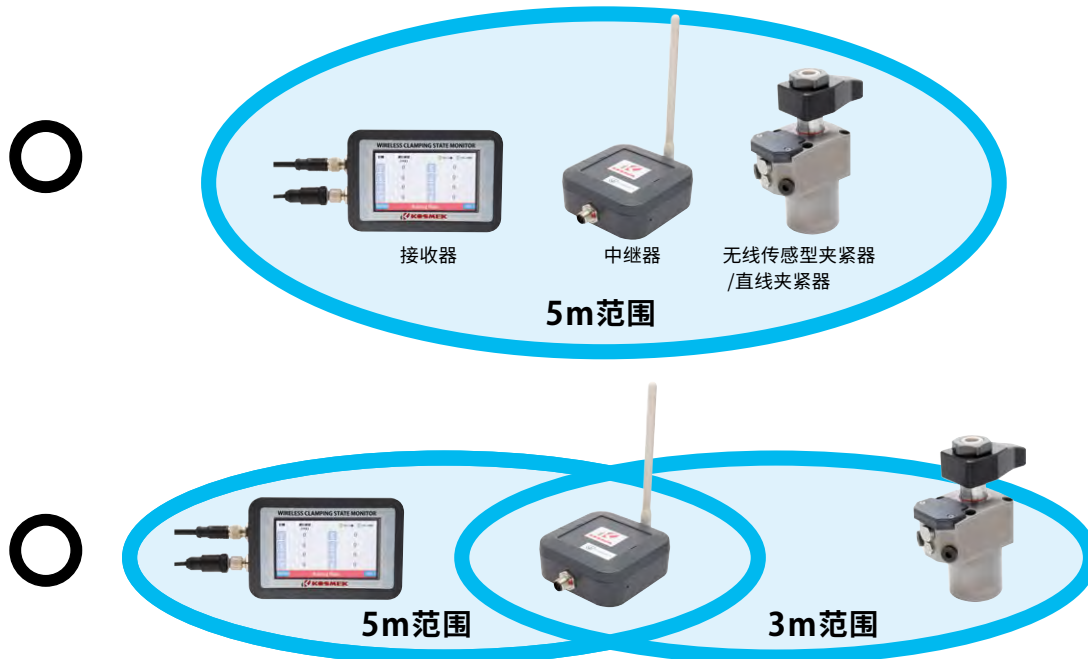 WIRELESS CLAMPING STATE MONITOR
KOSMEK
接收器
中继器
无线传感型夹紧器
/直线夹紧器
5m范围
WIRELESS CLAMPING STATE MONITOR
KOSMEK
5m范围
3m范围